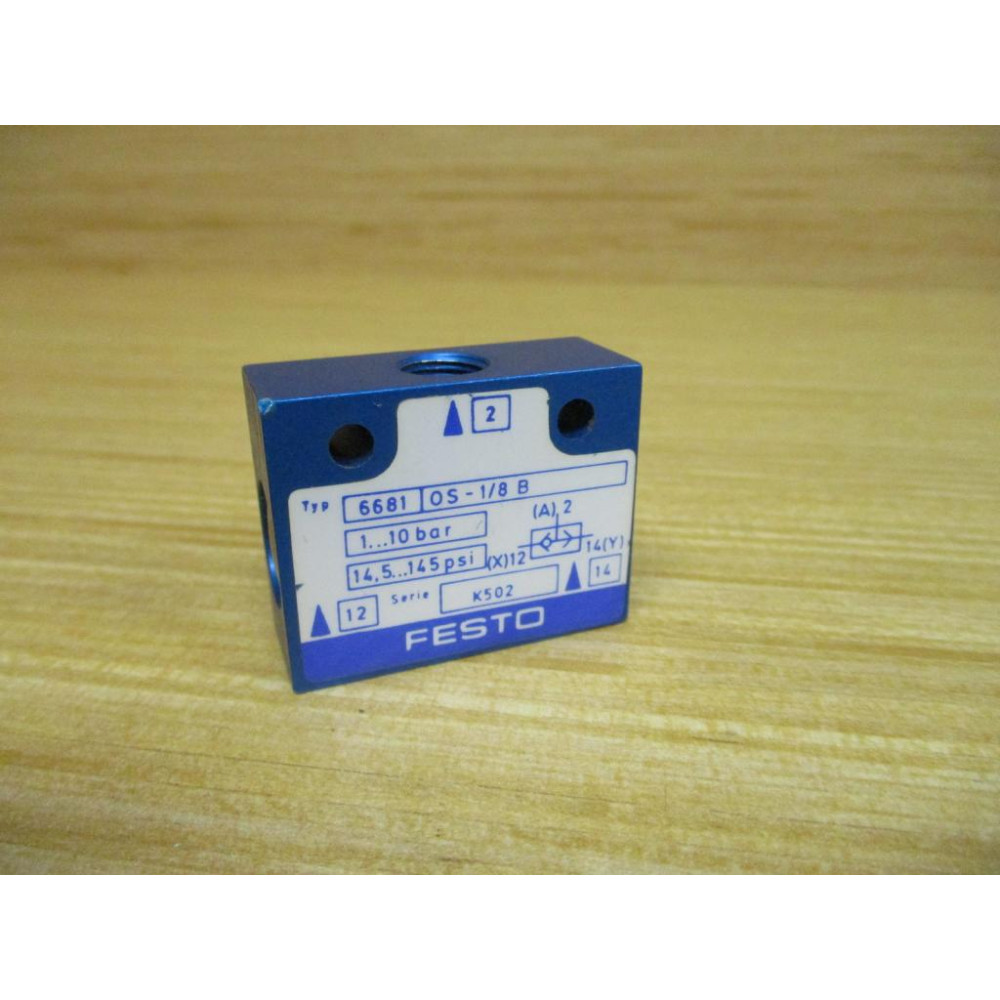 2
Typ 6681 OS-1/8 B
1...10 bar
(A) 2
14,5...145 psi
(X)12
14(Y)
12
Serie K502
14
FESTO